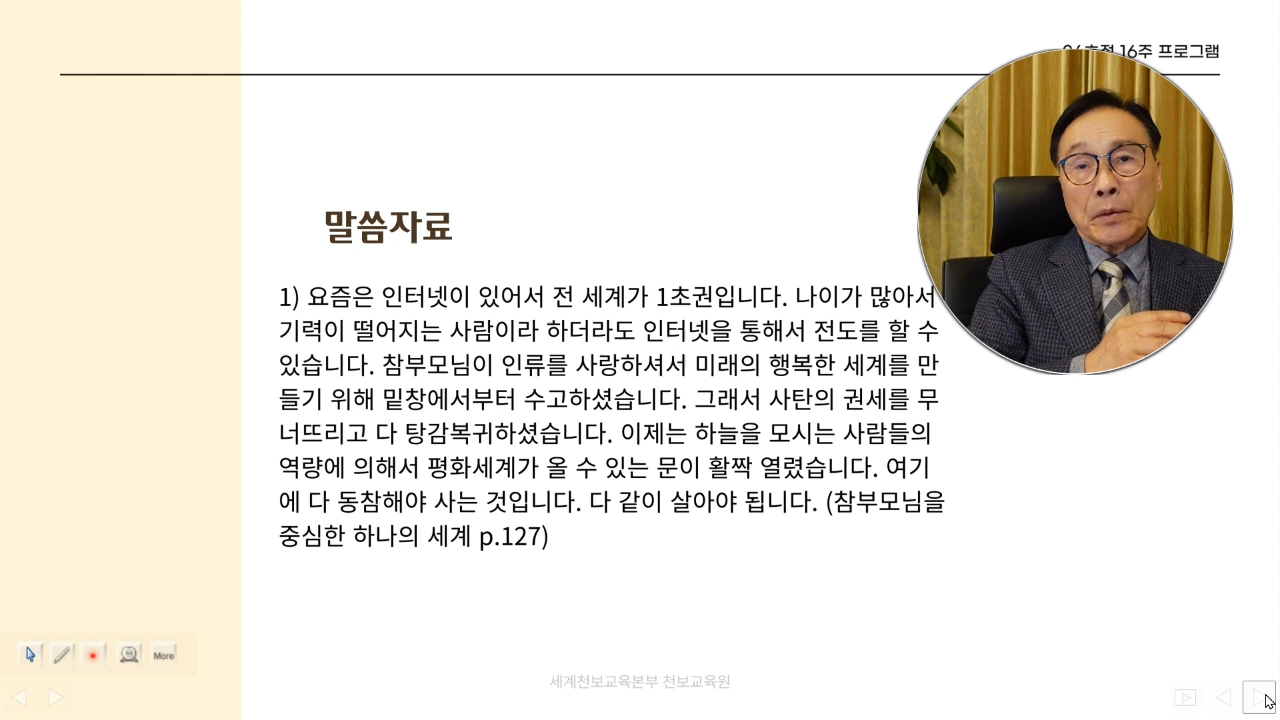 16주 프로그램
말씀자료
1) 요즘은 인터넷이 있어서 전 세계가 1초권입니다. 나이가 많아서
기력이 떨어지는 사람이라 하더라도 인터넷을 통해서 전도를 할 수
있습니다. 참부모님이 인류를 사랑하셔서 미래의 행복한 세계를 만
들기 위해 밑창에서부터 수고하셨습니다. 그래서 사탄의 권세를 무
너뜨리고 다 탕감복귀하셨습니다. 이제는 하늘을 모시는 사람들의
역량에 의해서 평화세계가 올 수 있는 문이 활짝 열렸습니다. 여기
에 다 동참해야 사는 것입니다. 다 같이 살아야 됩니다. (참부모님을
중심한 하나의 세계 p.127)
More
세계천보교육본부 천보교육원